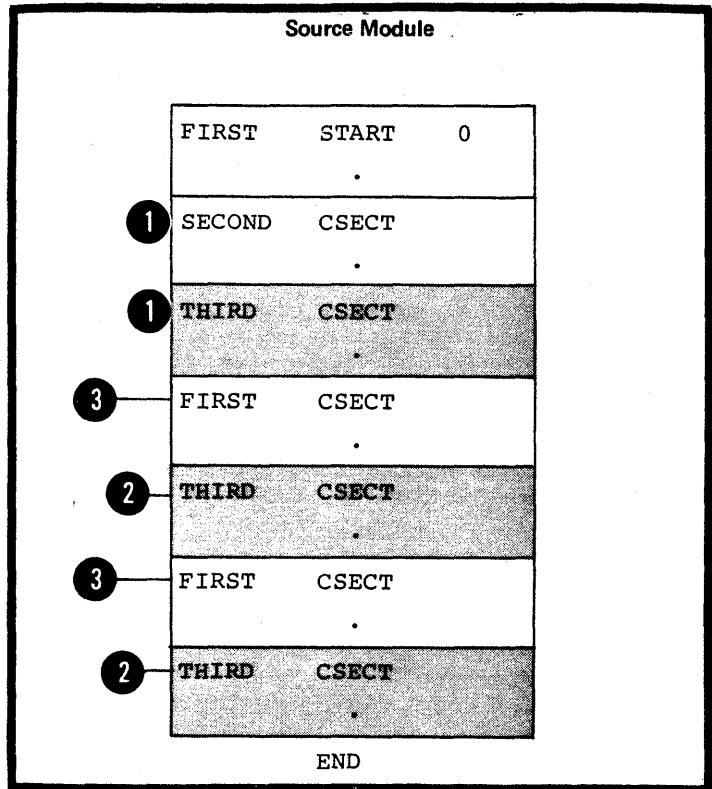 Source Module
FIRST START 0
.
1 SECOND CSECT
.
1 THIRD CSECT
.
3 FIRST CSECT
.
2 THIRD CSECT
.
3 FIRST CSECT
.
2 THIRD CSECT
.
END